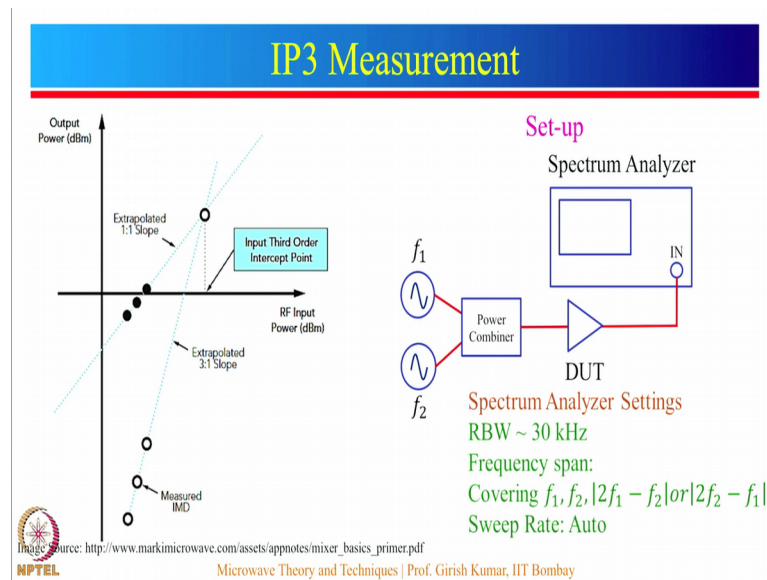 IP3 Measurement
Output
Power (dBm)
Extrapolated
1:1 Slope
Input Third Order
Intercept Point
RF Input
Power (dBm)
Extrapolated
3:1 Slope
Measured
IMD
Set-up
Spectrum Analyzer
IN
f₁
Power
Combiner
f₂
DUT
Spectrum Analyzer Settings
RBW ~ 30 kHz
Frequency span:
Covering f₁, f₂, |2f₁ − f₂|or|2f₂ − f₁|
Sweep Rate: Auto
Image Source: http://www.markimicrowave.com/assets/appnotes/mixer_basics_primer.pdf
NPTEL
Microwave Theory and Techniques | Prof. Girish Kumar, IIT Bombay